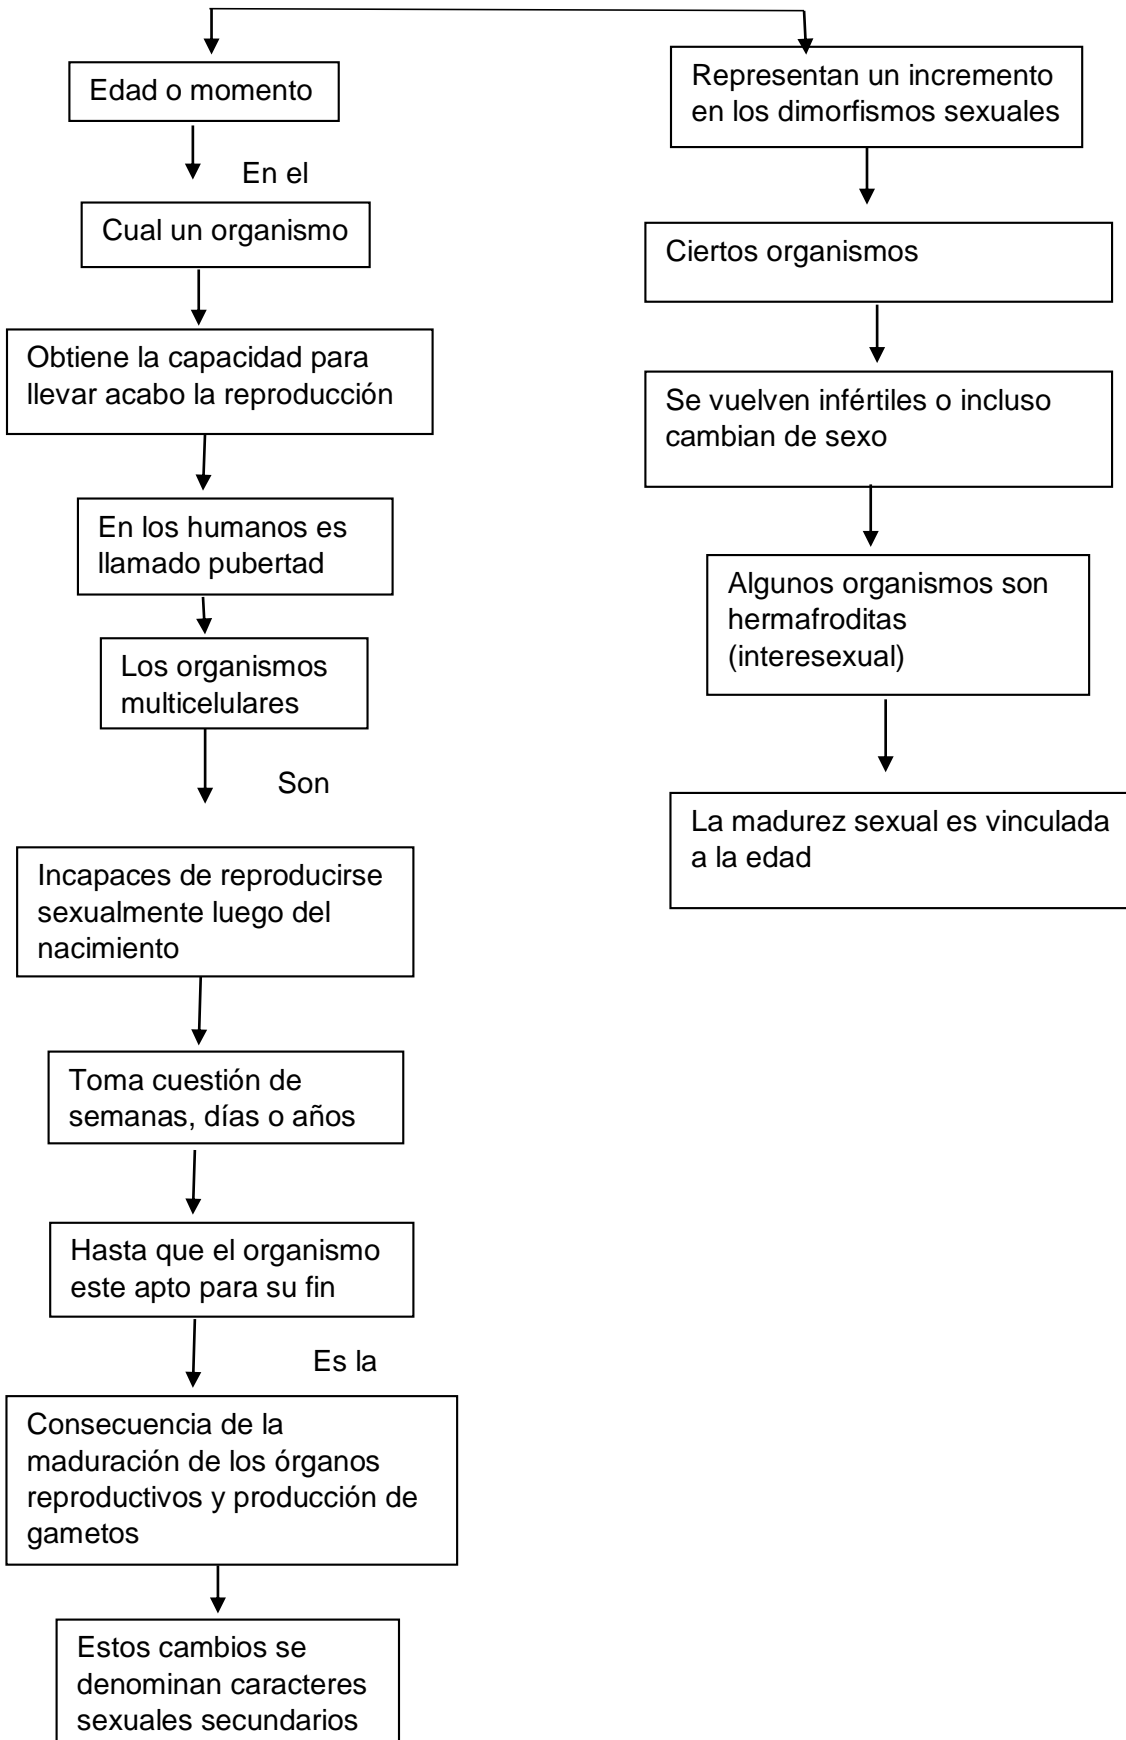 Edad o momento
En el
Cual un organismo
Obtiene la capacidad para
llevar acabo la reproducción
En los humanos es
llamado pubertad
Los organismos
multicelulares
Son
Incapaces de reproducirse
sexualmente luego del
nacimiento
Toma cuestión de
semanas, días o años
Hasta que el organismo
este apto para su fin
Es la
Consecuencia de la
maduración de los órganos
reproductivos y producción de
gametos
Estos cambios se
denominan caracteres
sexuales secundarios
Representan un incremento
en los dimorfismos sexuales
Ciertos organismos
Se vuelven infértiles o incluso
cambian de sexo
Algunos organismos son
hermafroditas
(interesexual)
La madurez sexual es vinculada
a la edad